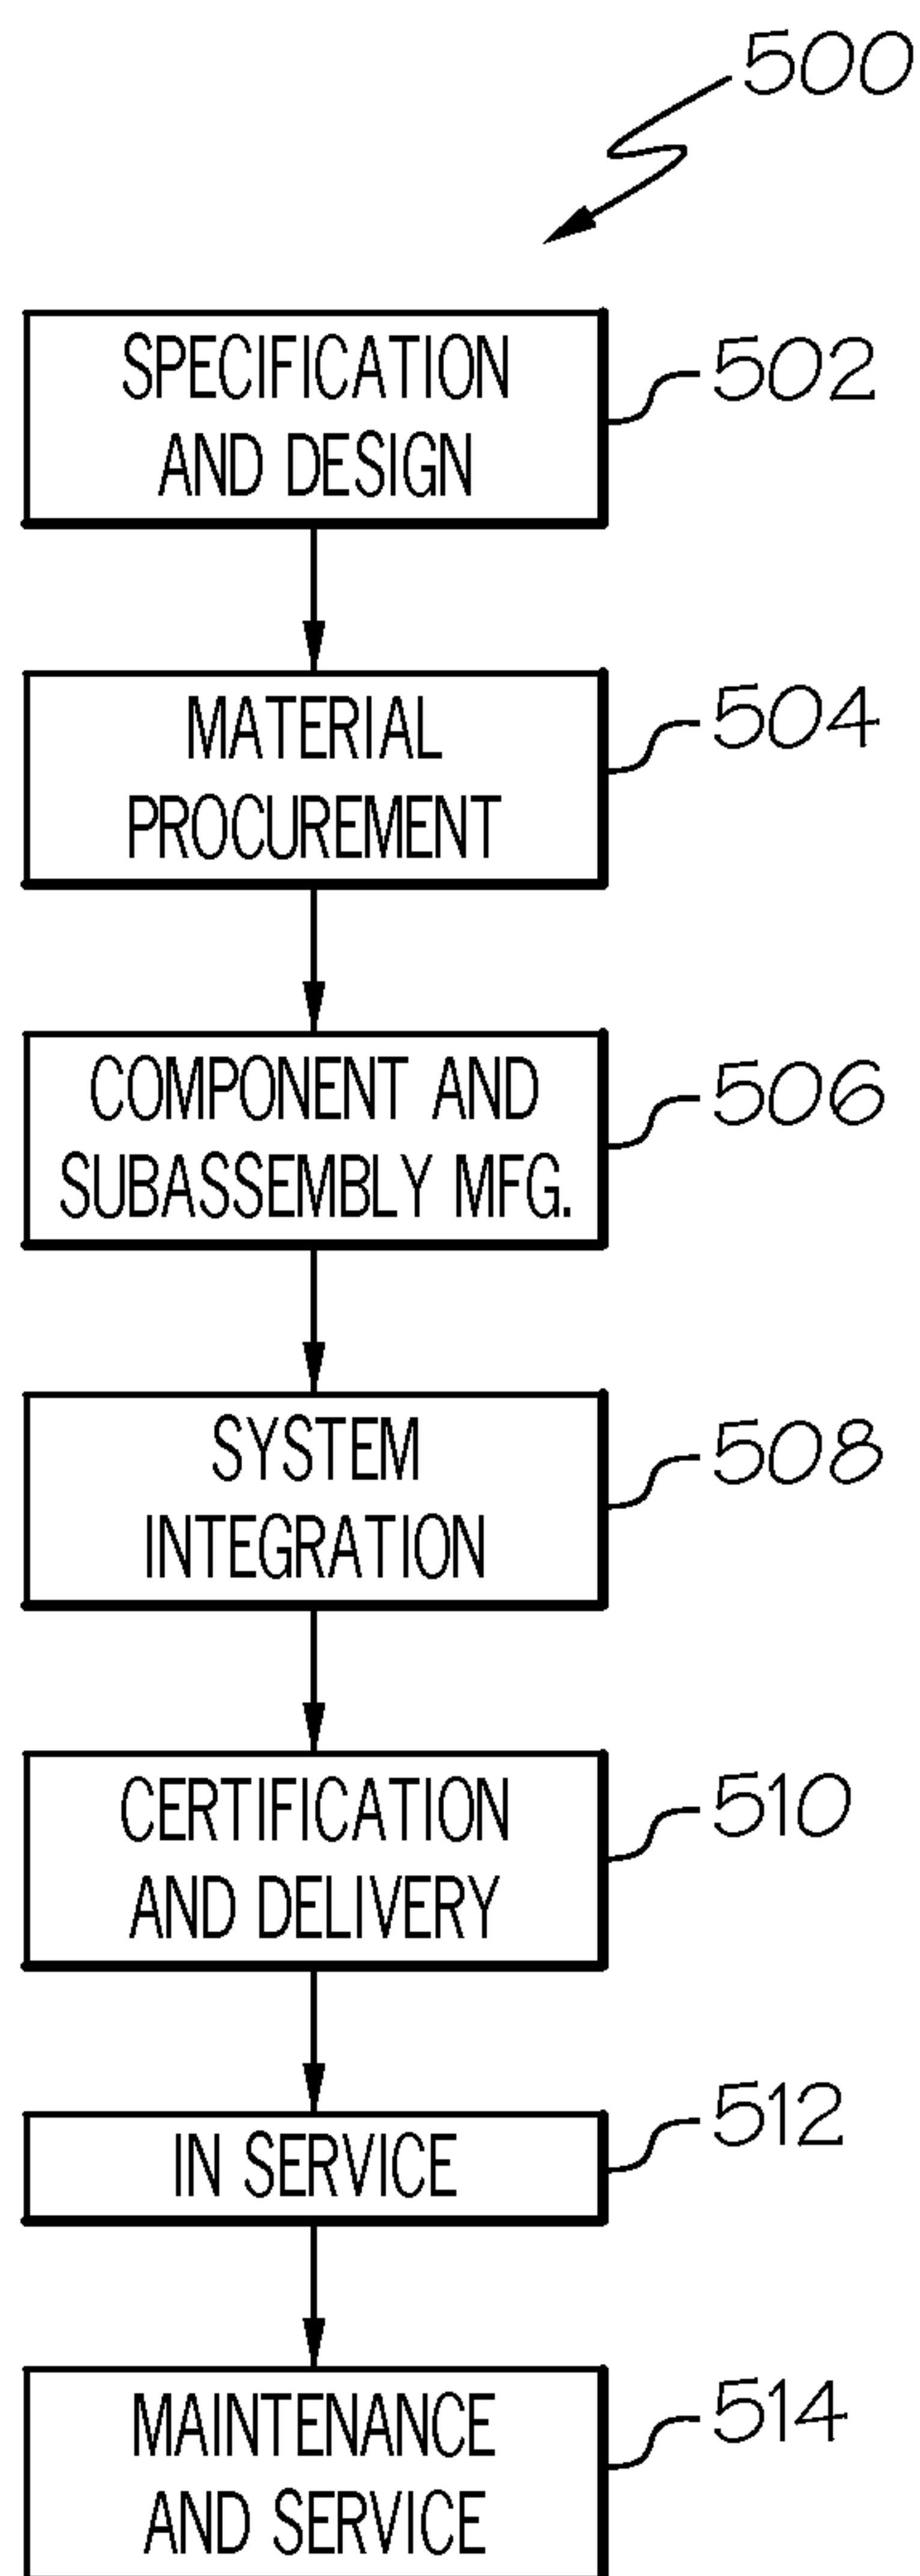 500
SPECIFICATION
AND DESIGN
502
MATERIAL
PROCUREMENT
504
COMPONENT AND
SUBASSEMBLY MFG.
506
SYSTEM
INTEGRATION
508
CERTIFICATION
AND DELIVERY
510
IN SERVICE
512
MAINTENANCE
AND SERVICE
514